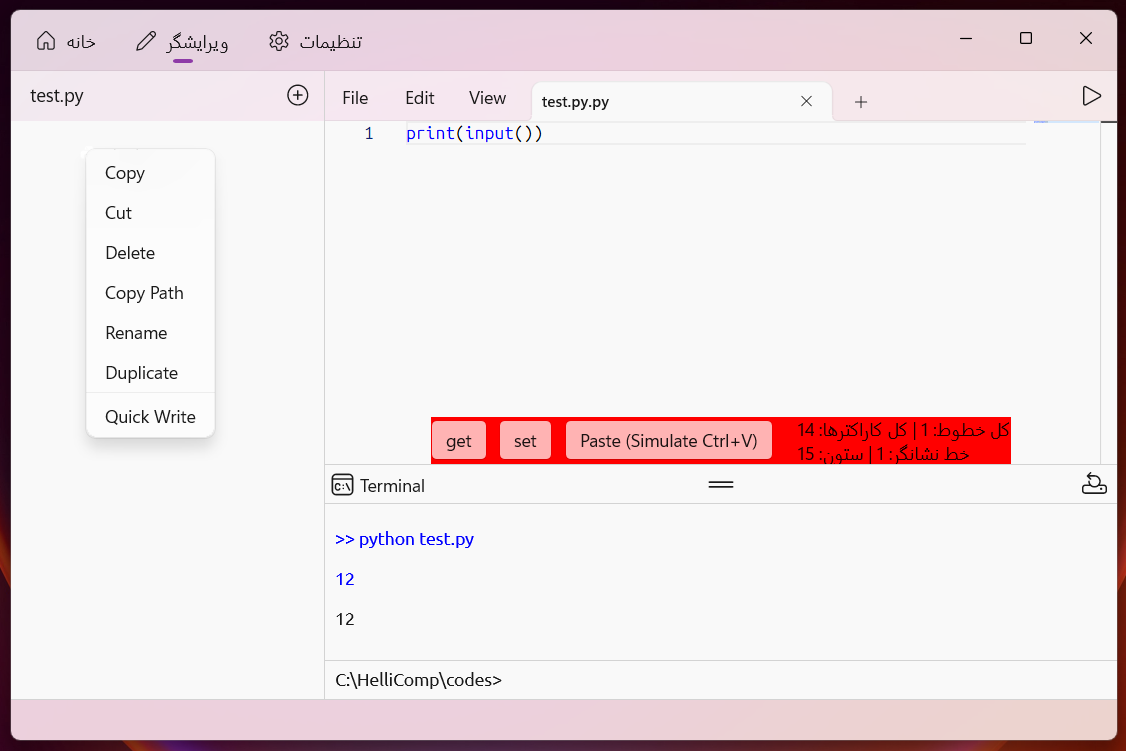 خانه
ویرایشگر
تنظیمات
test.py
File Edit View
test.py.py
1 print(input())
Copy
Cut
Delete
Copy Path
Rename
Duplicate
Quick Write
get set Paste (Simulate Ctrl+V)
کل خطوط: 1 | کل کاراکترها: 14
خط نشانگر: 1 | ستون: 15
C:\ Terminal
>> python test.py
12
12
C:\HelliComp\codes>